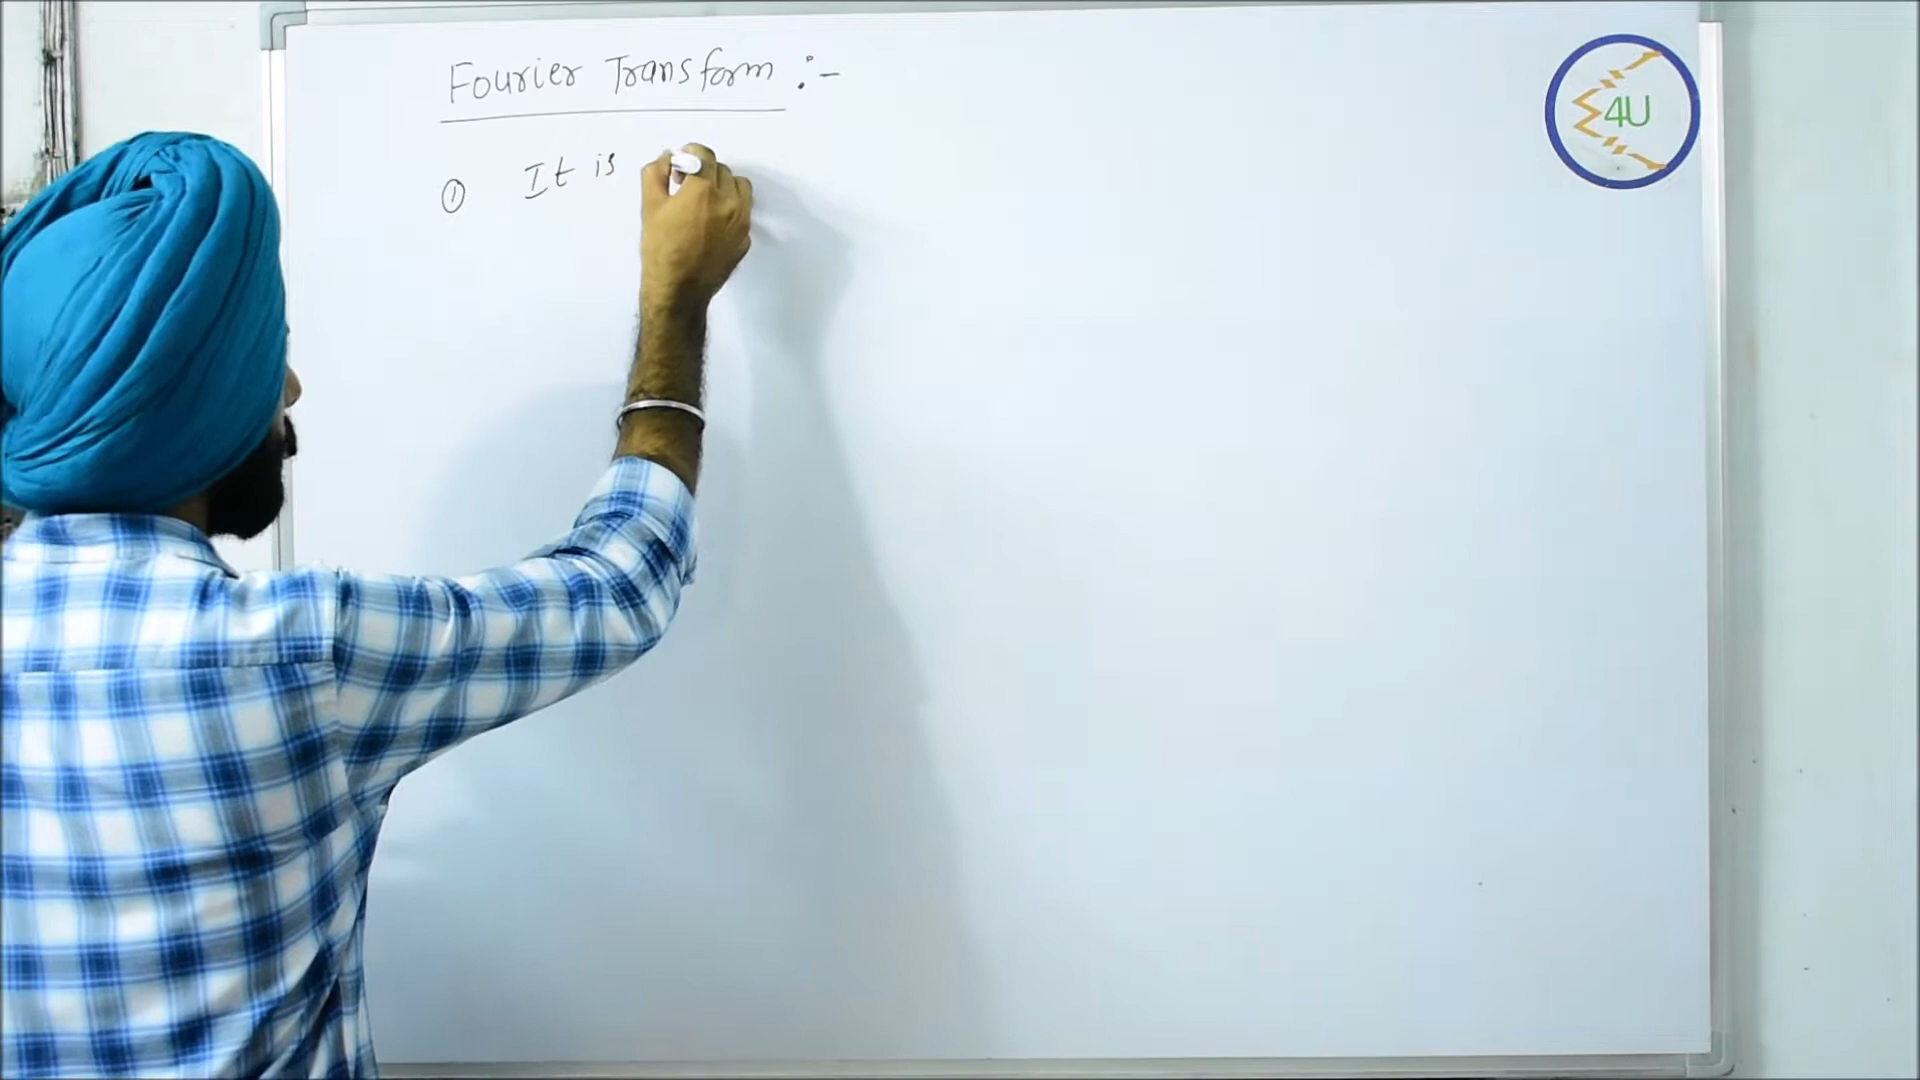 Fourier Transform :-
① It is
4U